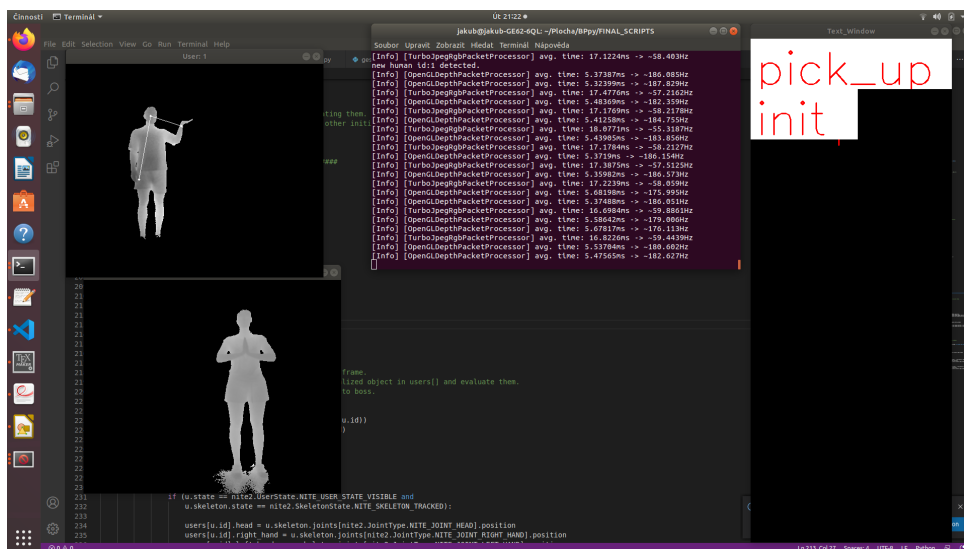 Činnosti Terminál Út 21:22
jakub@jakub-GE62-6QL: ~/Plocha/BPpy/FINAL_SCRIPTS
Text_Window
File Edit Selection View Go Run Terminal Help
Soubor Upravit Zobrazit Hledat Terminál Nápověda
User: 1
[Info] [TurboJpegRgbPacketProcessor] avg. time: 17.1224ms -> ~58.403Hz
new human id:1 detected.
[Info] [OpenGLDepthPacketProcessor] avg. time: 5.37387ms -> ~186.085Hz
[Info] [OpenGLDepthPacketProcessor] avg. time: 5.32399ms -> ~187.829Hz
[Info] [TurboJpegRgbPacketProcessor] avg. time: 17.4776ms -> ~57.2162Hz
[Info] [OpenGLDepthPacketProcessor] avg. time: 5.48369ms -> ~182.359Hz
[Info] [TurboJpegRgbPacketProcessor] avg. time: 17.1769ms -> ~58.2178Hz
[Info] [OpenGLDepthPacketProcessor] avg. time: 5.41258ms -> ~184.755Hz
[Info] [TurboJpegRgbPacketProcessor] avg. time: 18.0771ms -> ~55.3187Hz
[Info] [OpenGLDepthPacketProcessor] avg. time: 5.43905ms -> ~183.856Hz
[Info] [TurboJpegRgbPacketProcessor] avg. time: 17.1784ms -> ~58.2127Hz
[Info] [OpenGLDepthPacketProcessor] avg. time: 5.3719ms -> ~186.154Hz
[Info] [TurboJpegRgbPacketProcessor] avg. time: 17.3875ms -> ~57.5125Hz
[Info] [OpenGLDepthPacketProcessor] avg. time: 5.35982ms -> ~186.573Hz
[Info] [TurboJpegRgbPacketProcessor] avg. time: 17.2239ms -> ~58.059Hz
[Info] [OpenGLDepthPacketProcessor] avg. time: 5.68198ms -> ~175.995Hz
[Info] [OpenGLDepthPacketProcessor] avg. time: 5.37488ms -> ~186.051Hz
[Info] [TurboJpegRgbPacketProcessor] avg. time: 16.6984ms -> ~59.8861Hz
[Info] [OpenGLDepthPacketProcessor] avg. time: 5.58642ms -> ~179.006Hz
[Info] [OpenGLDepthPacketProcessor] avg. time: 5.67817ms -> ~176.113Hz
[Info] [TurboJpegRgbPacketProcessor] avg. time: 16.8226ms -> ~59.4439Hz
[Info] [OpenGLDepthPacketProcessor] avg. time: 5.53704ms -> ~180.602Hz
[Info] [OpenGLDepthPacketProcessor] avg. time: 5.47565ms -> ~182.627Hz
pick_up
init
ating them.
other initi
####
frame.
lized object in users[] and evaluate them.
to boss.
u.id))
231 if (u.state == nite2.UserState.NITE_USER_STATE_VISIBLE and
232 u.skeleton.state == nite2.SkeletonState.NITE_SKELETON_TRACKED):
233
234 users[u.id].head = u.skeleton.joints[nite2.JointType.NITE_JOINT_HEAD].position
235 users[u.id].right_hand = u.skeleton.joints[nite2.JointType.NITE_JOINT_RIGHT_HAND].position